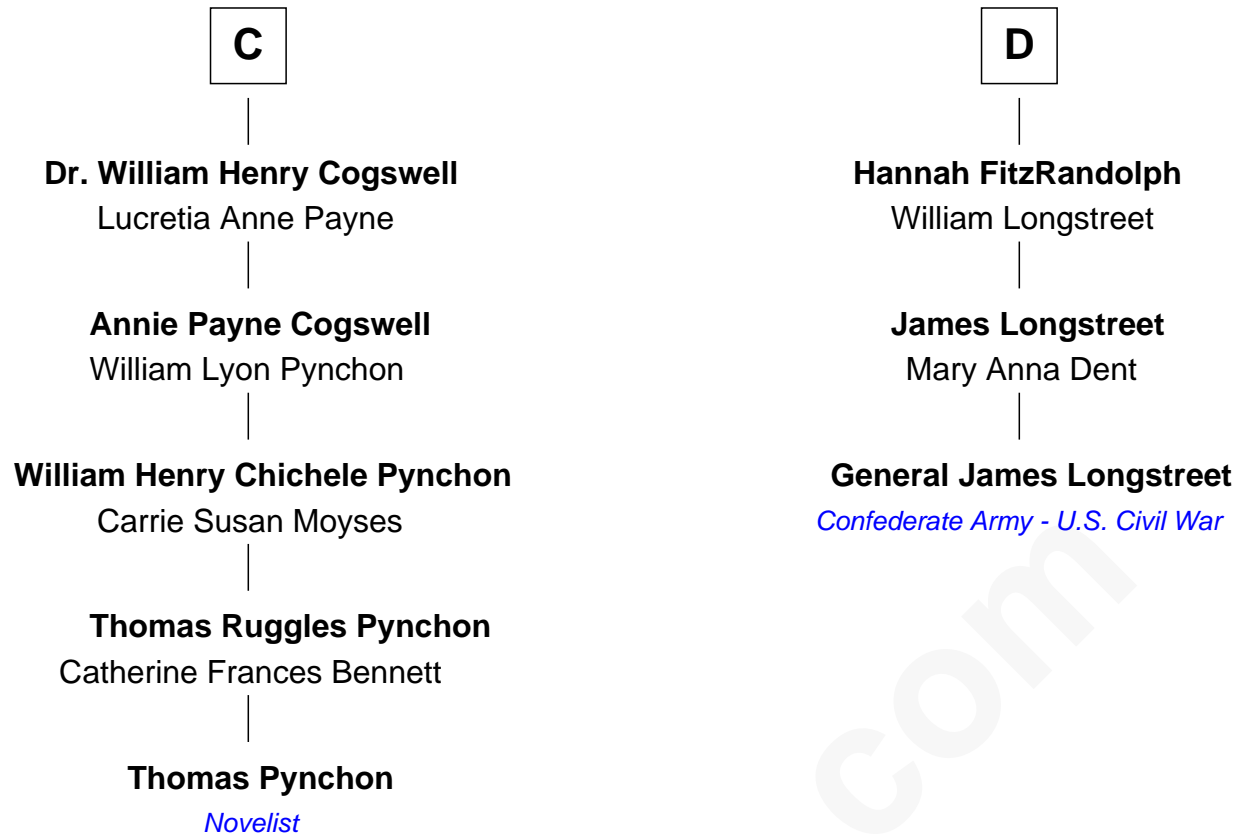 C
Dr. William Henry Cogswell
Lucretia Anne Payne
Annie Payne Cogswell
William Lyon Pynchon
William Henry Chichele Pynchon
Carrie Susan Moyses
Thomas Ruggles Pynchon
Catherine Frances Bennett
Thomas Pynchon
Novelist
D
Hannah FitzRandolph
William Longstreet
James Longstreet
Mary Anna Dent
General James Longstreet
Confederate Army - U.S. Civil War
com